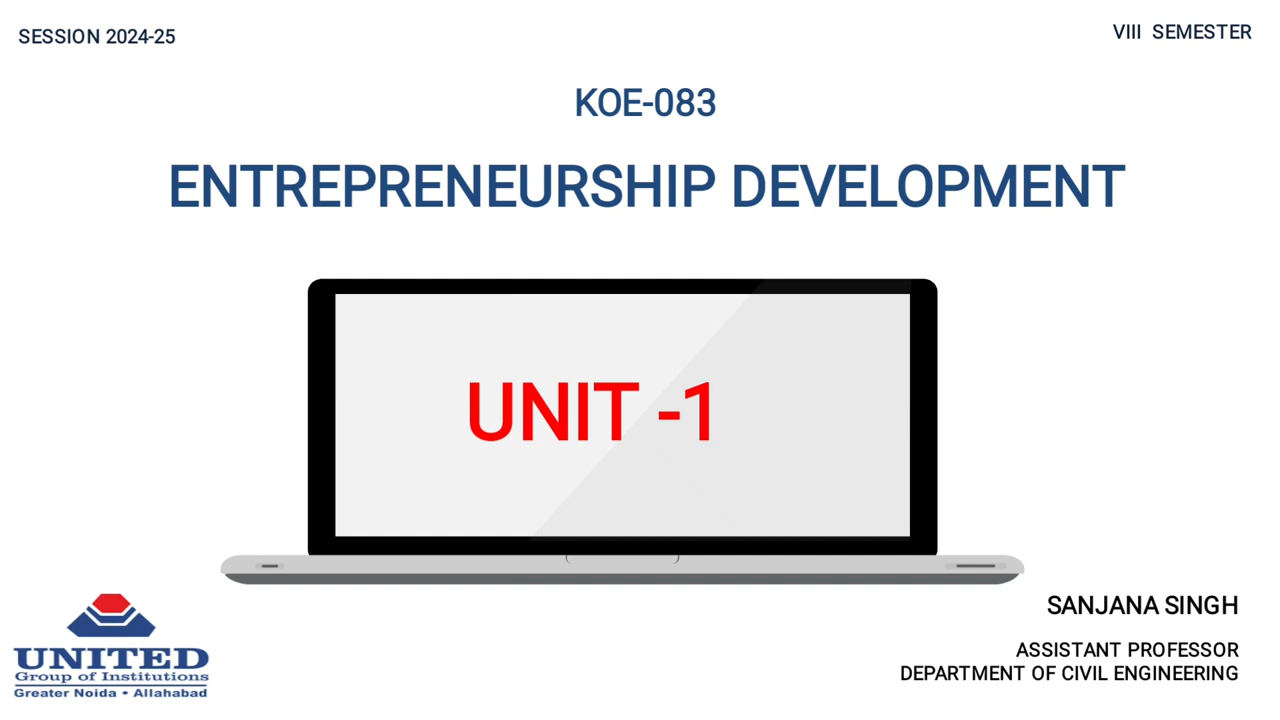 SESSION 2024-25
VIII SEMESTER
KOE-083
ENTREPRENEURSHIP DEVELOPMENT
UNIT -1
SANJANA SINGH
ASSISTANT PROFESSOR
DEPARTMENT OF CIVIL ENGINEERING
UNITED
Group of Institutions
Greater Noida • Allahabad